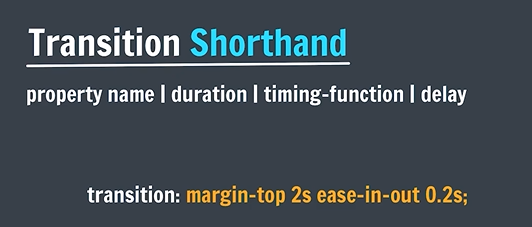 Transition Shorthand
property name | duration | timing-function | delay
transition: margin-top 2s ease-in-out 0.2s;